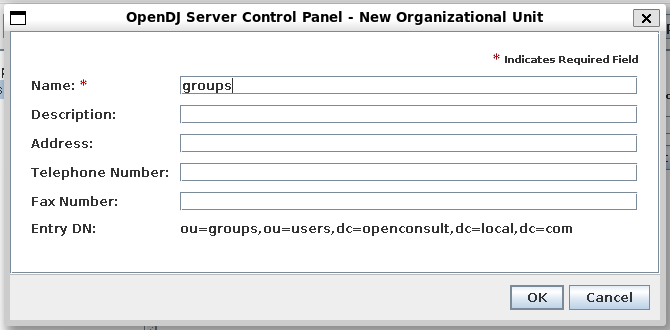 OpenDJ Server Control Panel - New Organizational Unit
* Indicates Required Field
Name: * groups
Description:
Address:
Telephone Number:
Fax Number:
Entry DN: ou=groups,ou=users,dc=openconsult,dc=local,dc=com
OK Cancel